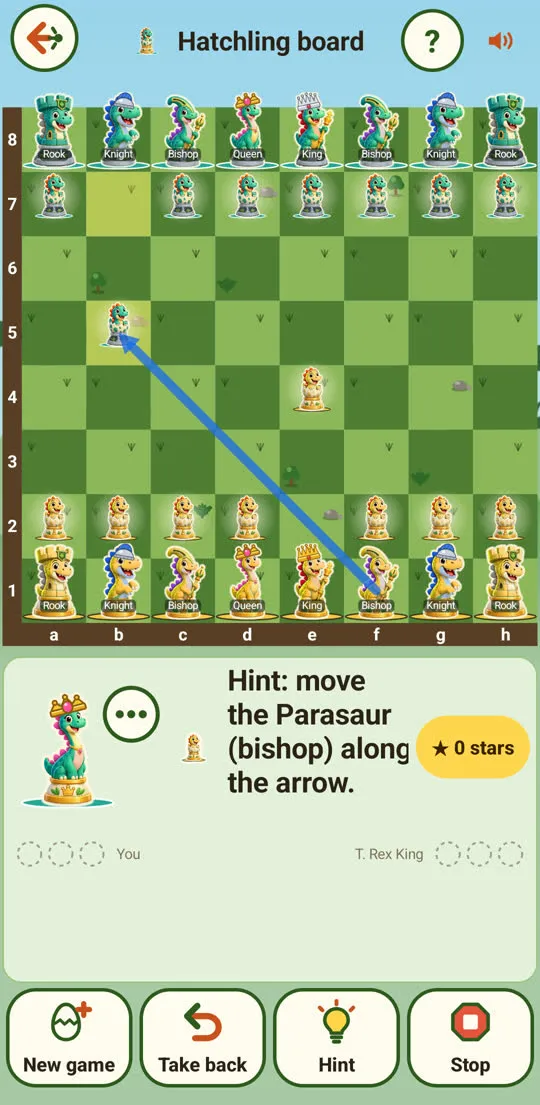 Hatchling board
?
8
Rook Knight Bishop Queen King Bishop Knight Rook
7
6
5
4
3
2
1
Rook Knight Bishop Queen King Bishop Knight Rook
a b c d e f g h
Hint: move
the Parasaur
(bishop) along
the arrow.
★ 0 stars
You
T. Rex King
New game
Take back
Hint
Stop